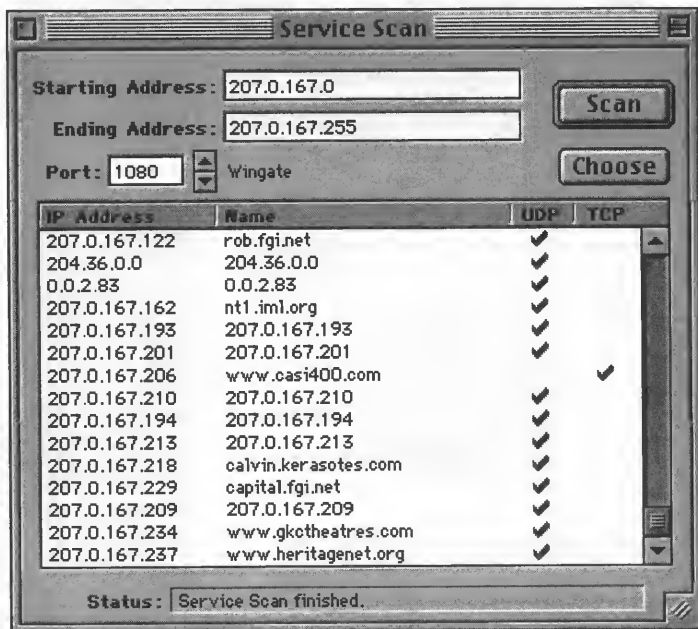 Service Scan
Starting Address: 207.0.167.0
Scan
Ending Address: 207.0.167.255
Port: 1080 Wingate
Choose
IP Address Name UDP TCP
207.0.167.122 rob.fgi.net
204.36.0.0 204.36.0.0
0.0.2.83 0.0.2.83
207.0.167.162 nt1.iml.org
207.0.167.193 207.0.167.193
207.0.167.201 207.0.167.201
207.0.167.206 www.casi400.com
207.0.167.210 207.0.167.210
207.0.167.194 207.0.167.194
207.0.167.213 207.0.167.213
207.0.167.218 calvin.kerasotes.com
207.0.167.229 capital.fgi.net
207.0.167.209 207.0.167.209
207.0.167.234 www.gkctheatres.com
207.0.167.237 www.heritagenet.org
Status: Service Scan finished.